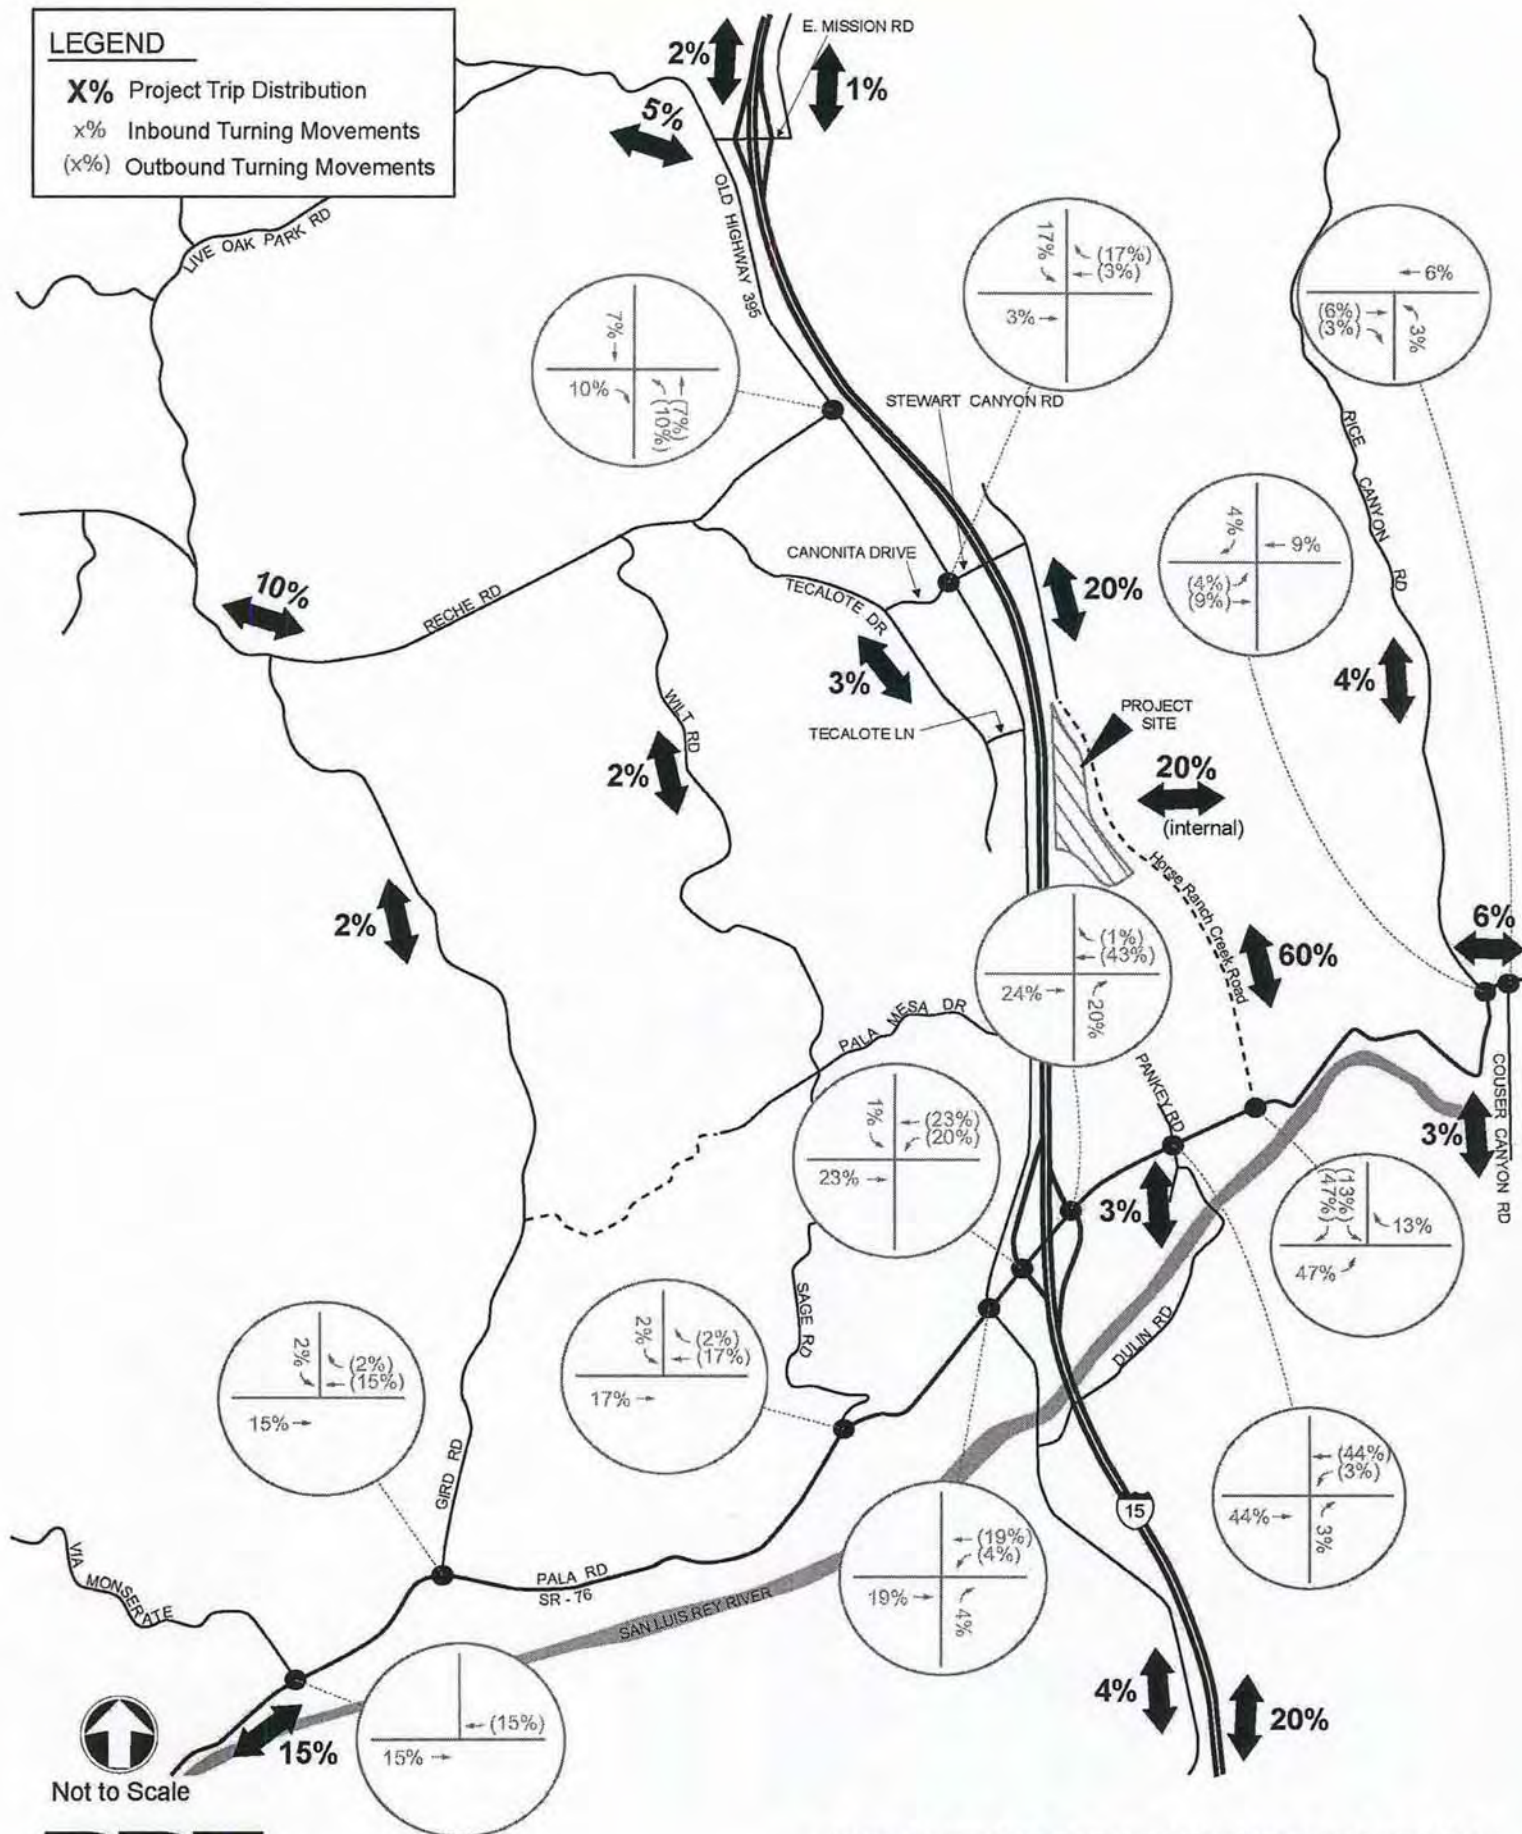 LEGEND
X% Project Trip Distribution
x% Inbound Turning Movements
(x%) Outbound Turning Movements
E. MISSION RD
2%
1%
5%
LIVE OAK PARK RD
OLD HIGHWAY 395
17%
(17%)
(3%)
3%
6%
(6%)
(3%)
3%
7%
10%
(7%)
(10%)
STEWART CANYON RD
RICE CANYON RD
4%
9%
(4%)
(9%)
CANONITA DRIVE
TECALOTE DR
20%
10%
RECHE RD
3%
4%
WILT RD
TECALOTE LN
PROJECT
SITE
2%
20%
(internal)
Horse Ranch Creek Road
2%
6%
(1%)
(43%)
24%
20%
60%
PALA MESA DR
PANKEY RD
COUSER CANYON RD
1%
(23%)
(20%)
23%
3%
3%
(13%)
(47%)
13%
47%
SAGE RD
DULIN RD
2%
(2%)
(15%)
15%
2%
(2%)
(17%)
17%
GIRD RD
(44%)
(3%)
44%
3%
15
(19%)
(4%)
19%
4%
VIA MONSERATE
PALA RD
SR - 76
SAN LUIS REY RIVER
4%
20%
(15%)
15%
15%
Not to Scale